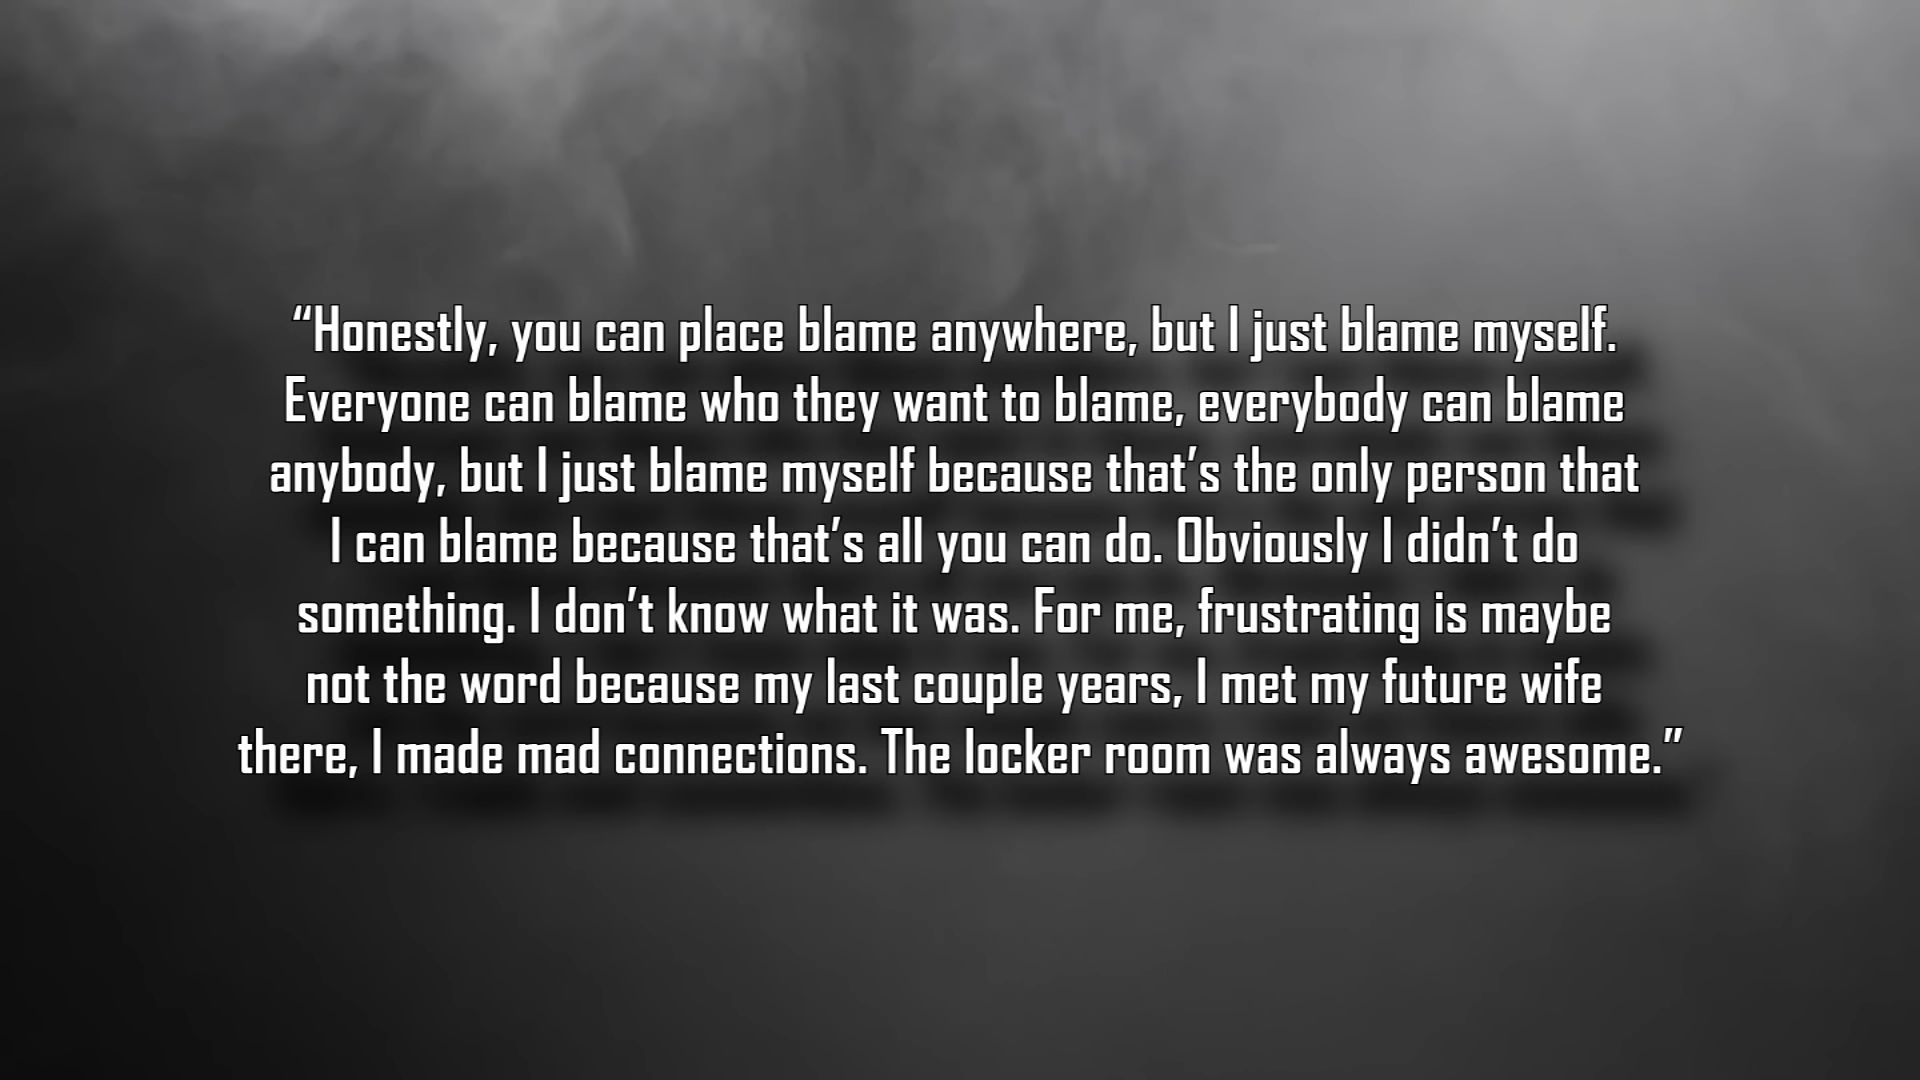 “Honestly, you can place blame anywhere, but I just blame myself.
Everyone can blame who they want to blame, everybody can blame
anybody, but I just blame myself because that’s the only person that
I can blame because that’s all you can do. Obviously I didn’t do
something. I don’t know what it was. For me, frustrating is maybe
not the word because my last couple years, I met my future wife
there, I made mad connections. The locker room was always awesome.”